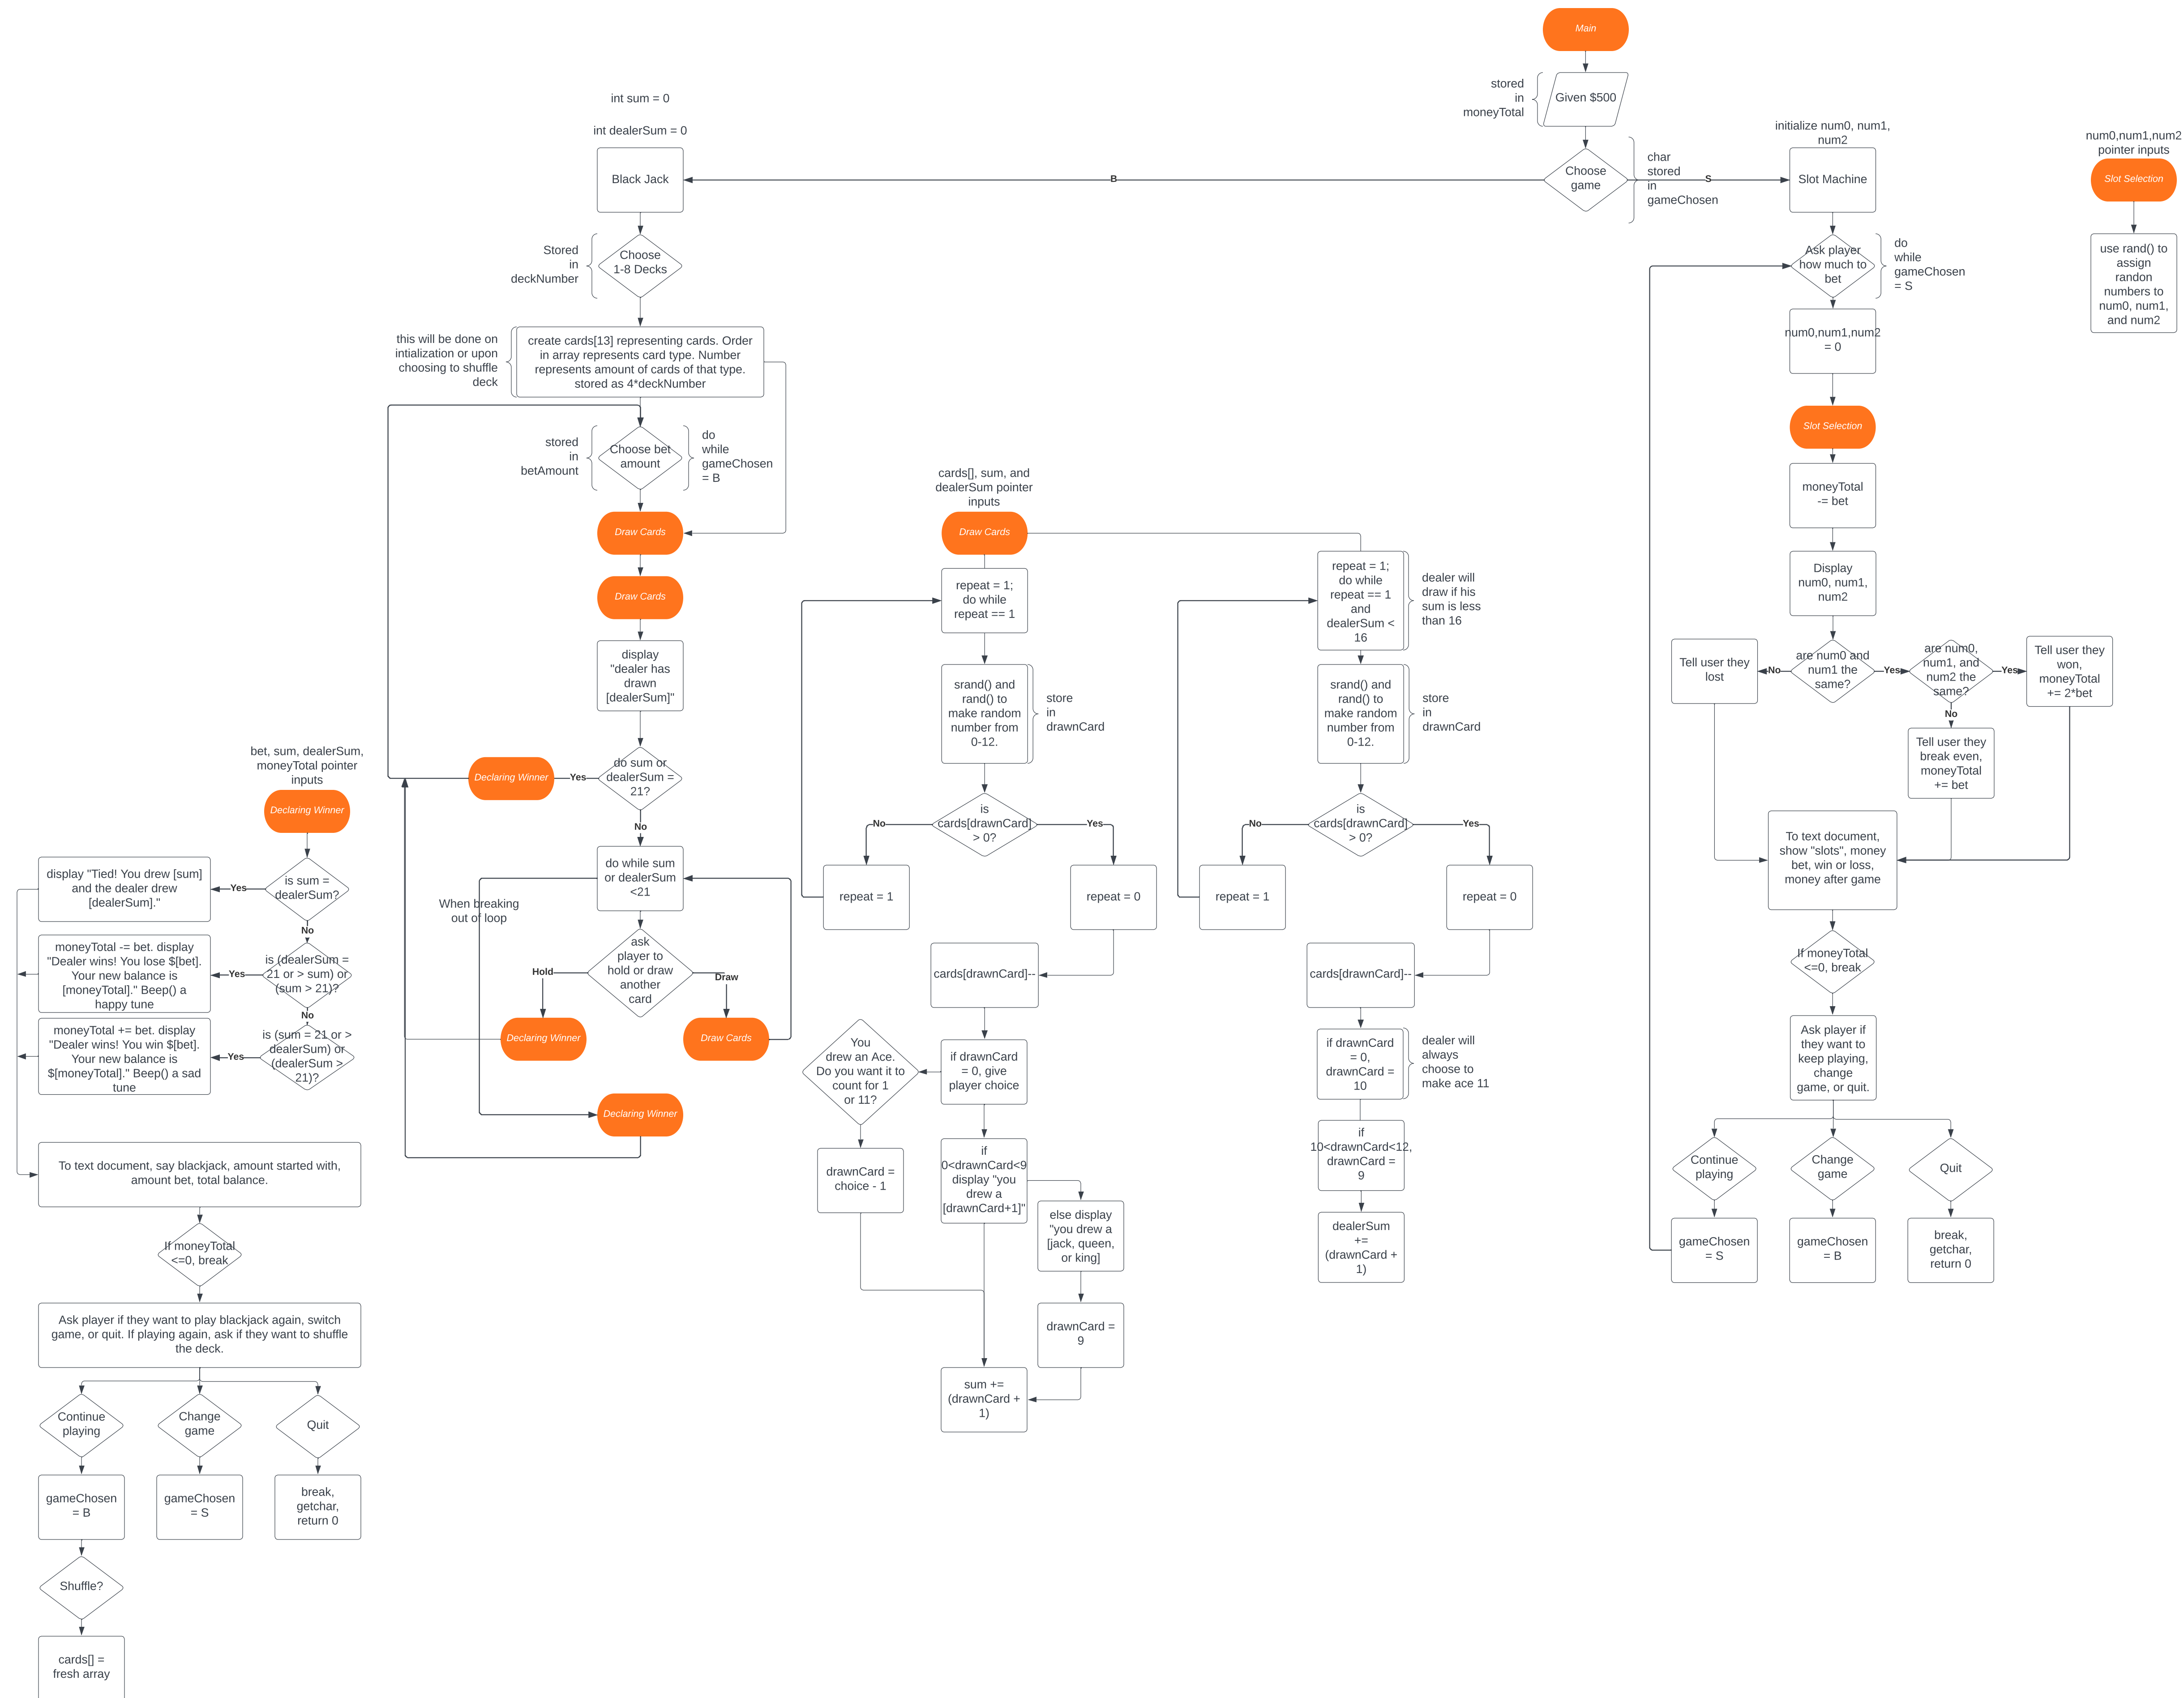 Main
stored
in
moneyTotal
Given $500
Choose
game
char
stored
in
gameChosen
B
S
int sum = 0
int dealerSum = 0
Black Jack
Stored
in
deckNumber
Choose
1-8 Decks
this will be done on
intialization or upon
choosing to shuffle
deck
create cards[13] representing cards. Order
in array represents card type. Number
represents amount of cards of that type.
stored as 4*deckNumber
stored
in
betAmount
Choose bet
amount
do
while
gameChosen
= B
Draw Cards
Draw Cards
display
"dealer has
drawn
[dealerSum]"
do sum or
dealerSum =
21?
Yes
Declaring Winner
No
do while sum
or dealerSum
<21
When breaking
out of loop
ask
player to
hold or draw
another
card
Hold
Draw
Declaring Winner
Draw Cards
Declaring Winner
bet, sum, dealerSum,
moneyTotal pointer
inputs
Declaring Winner
is sum =
dealerSum?
Yes
display "Tied! You drew [sum]
and the dealer drew
[dealerSum]."
No
is (dealerSum =
21 or > sum) or
(sum > 21)?
Yes
moneyTotal -= bet. display
"Dealer wins! You lose $[bet].
Your new balance is
[moneyTotal]." Beep() a
happy tune
No
is (sum = 21 or >
dealerSum) or
(dealerSum >
21)?
Yes
moneyTotal += bet. display
"Dealer wins! You win $[bet].
Your new balance is
$[moneyTotal]." Beep() a sad
tune
To text document, say blackjack, amount started with,
amount bet, total balance.
If moneyTotal
<=0, break
Ask player if they want to play blackjack again, switch
game, or quit. If playing again, ask if they want to shuffle
the deck.
Continue
playing
Change
game
Quit
gameChosen
= B
gameChosen
= S
break,
getchar,
return 0
Shuffle?
cards[] =
fresh array
cards[], sum, and
dealerSum pointer
inputs
Draw Cards
repeat = 1;
do while
repeat == 1
srand() and
rand() to
make random
number from
0-12.
store
in
drawnCard
is
cards[drawnCard]
> 0?
No
Yes
repeat = 1
repeat = 0
cards[drawnCard]--
if drawnCard
= 0, give
player choice
You
drew an Ace.
Do you want it to
count for 1
or 11?
drawnCard =
choice - 1
if
0<drawnCard<9
display "you
drew a
[drawnCard+1]"
else display
"you drew a
[jack, queen,
or king]
drawnCard =
9
sum +=
(drawnCard +
1)
repeat = 1;
do while
repeat == 1
and
dealerSum <
16
dealer will
draw if his
sum is less
than 16
srand() and
rand() to
make random
number from
0-12.
store
in
drawnCard
is
cards[drawnCard]
> 0?
No
Yes
repeat = 1
repeat = 0
cards[drawnCard]--
if drawnCard
= 0,
drawnCard =
10
dealer will
always
choose to
make ace 11
if
10<drawnCard<12,
drawnCard =
9
dealerSum
+=
(drawnCard +
1)
initialize num0, num1,
num2
Slot Machine
Ask player
how much to
bet
do
while
gameChosen
= S
num0,num1,num2
= 0
Slot Selection
moneyTotal
-= bet
Display
num0, num1,
num2
are num0 and
num1 the
same?
No
Tell user they
lost
Yes
are num0,
num1, and
num2 the
same?
Yes
Tell user they
won,
moneyTotal
+= 2*bet
No
Tell user they
break even,
moneyTotal
+= bet
To text document,
show "slots", money
bet, win or loss,
money after game
If moneyTotal
<=0, break
Ask player if
they want to
keep playing,
change
game, or quit.
Continue
playing
Change
game
Quit
gameChosen
= S
gameChosen
= B
break,
getchar,
return 0
num0,num1,num2
pointer inputs
Slot Selection
use rand() to
assign
randon
numbers to
num0, num1,
and num2